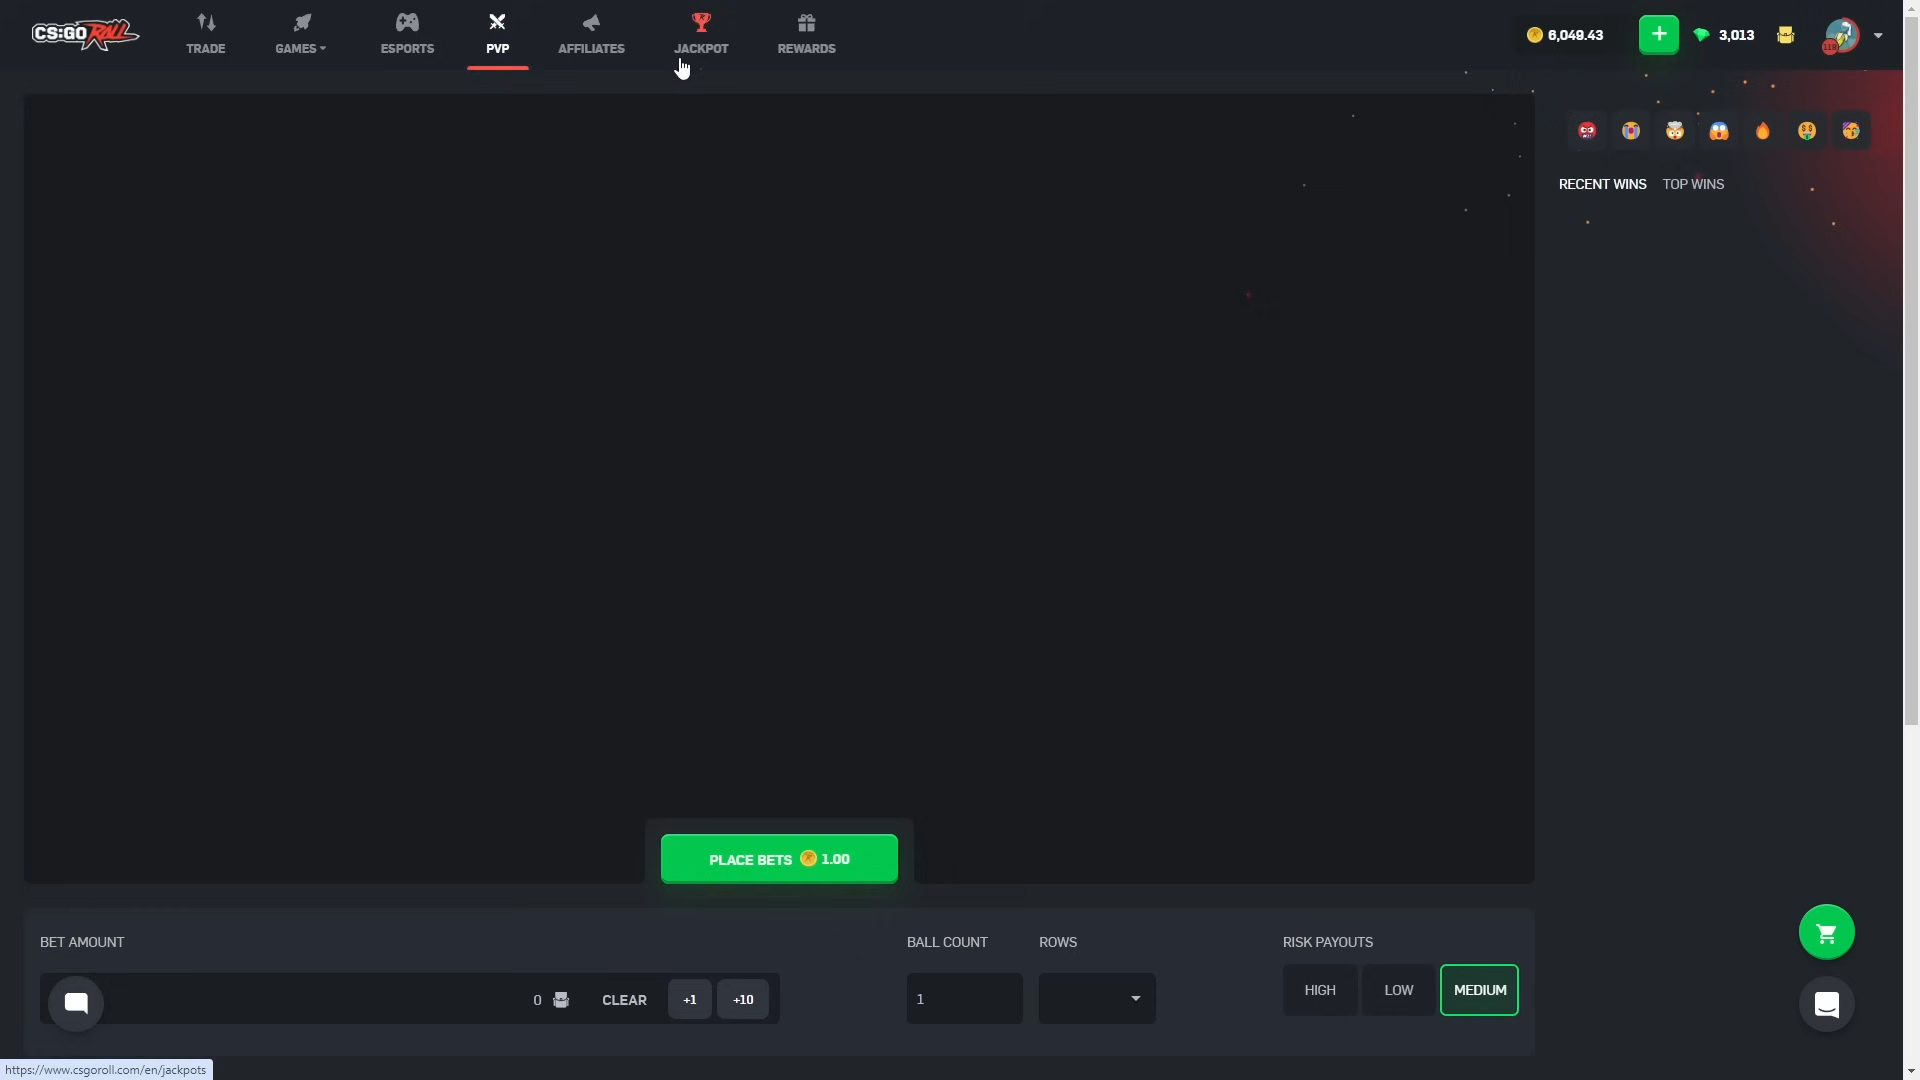 CS:GO ROLL TRADE GAMES ESPORTS PVP AFFILIATES JACKPOT REWARDS 6,049.43 + 3,013 118
RECENT WINS TOP WINS
PLACE BETS 1.00
BET AMOUNT BALL COUNT ROWS RISK PAYOUTS
0 CLEAR +1 +10 1 HIGH LOW MEDIUM
https://www.csgoroll.com/en/jackpots